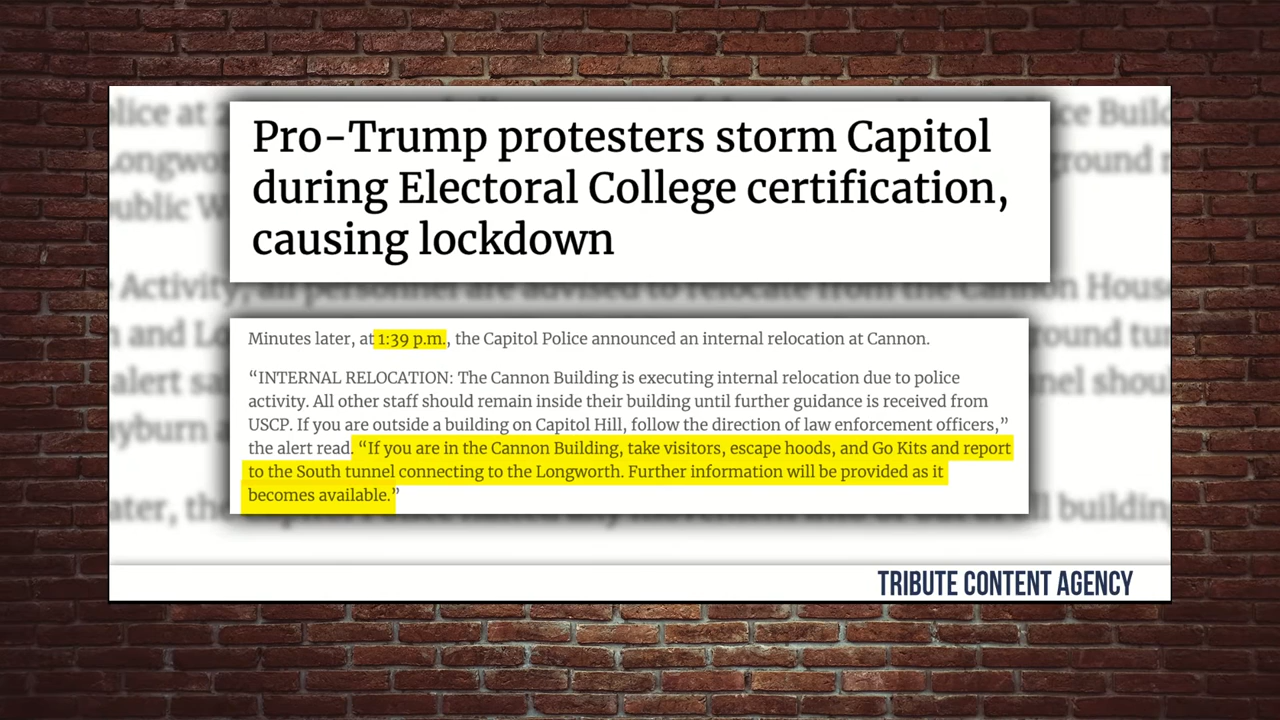 Pro-Trump protesters storm Capitol
during Electoral College certification,
causing lockdown
Minutes later, at 1:39 p.m., the Capitol Police announced an internal relocation at Cannon.
“INTERNAL RELOCATION: The Cannon Building is executing internal relocation due to police
activity. All other staff should remain inside their building until further guidance is received from
USCP. If you are outside a building on Capitol Hill, follow the direction of law enforcement officers,”
the alert read. “If you are in the Cannon Building, take visitors, escape hoods, and Go Kits and report
to the South tunnel connecting to the Longworth. Further information will be provided as it
becomes available.”
TRIBUTE CONTENT AGENCY